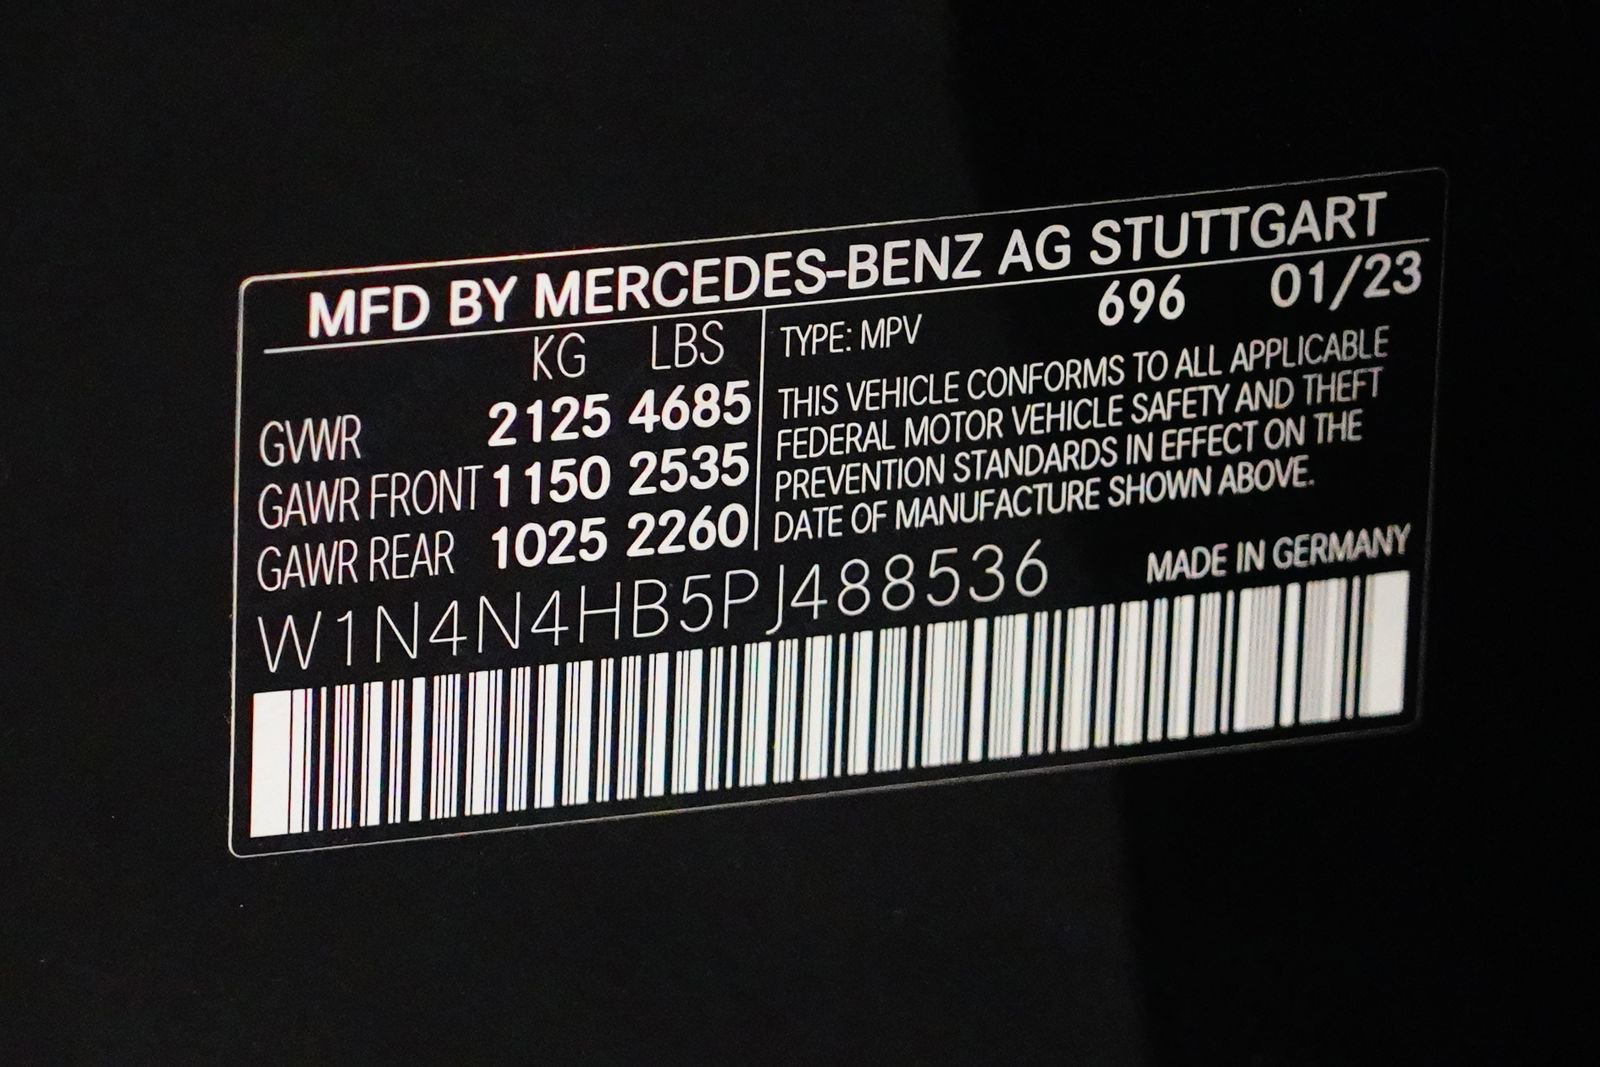 MFD BY MERCEDES-BENZ AG STUTTGART
KG LBS
GVWR 2125 4685
GAWR FRONT 1150 2535
GAWR REAR 1025 2260
TYPE: MPV 696 01/23
THIS VEHICLE CONFORMS TO ALL APPLICABLE
FEDERAL MOTOR VEHICLE SAFETY AND THEFT
PREVENTION STANDARDS IN EFFECT ON THE
DATE OF MANUFACTURE SHOWN ABOVE.
W1N4N4HB5PJ488536
MADE IN GERMANY